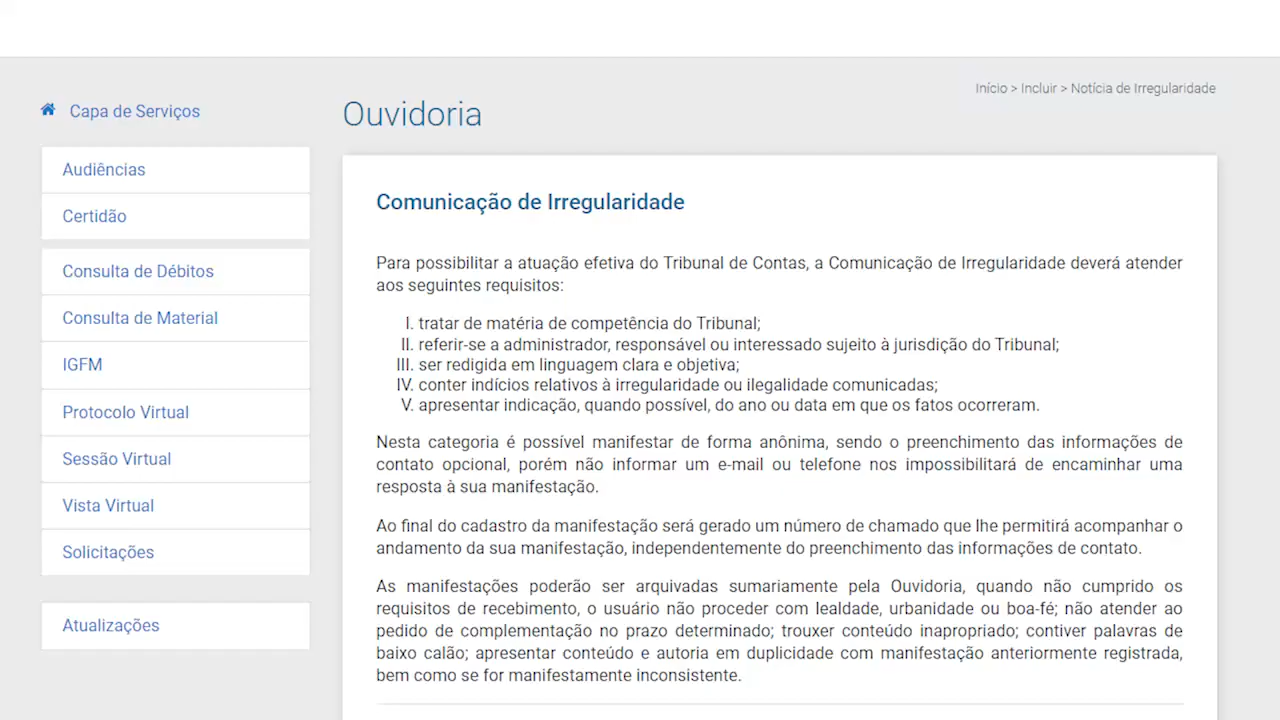 Início > Incluir > Notícia de Irregularidade
Capa de Serviços
Audiências
Certidão
Consulta de Débitos
Consulta de Material
IGFM
Protocolo Virtual
Sessão Virtual
Vista Virtual
Solicitações
Atualizações
Ouvidoria
Comunicação de Irregularidade
Para possibilitar a atuação efetiva do Tribunal de Contas, a Comunicação de Irregularidade deverá atender
aos seguintes requisitos:
I. tratar de matéria de competência do Tribunal;
II. referir-se a administrador, responsável ou interessado sujeito à jurisdição do Tribunal;
III. ser redigida em linguagem clara e objetiva;
IV. conter indícios relativos à irregularidade ou ilegalidade comunicadas;
V. apresentar indicação, quando possível, do ano ou data em que os fatos ocorreram.
Nesta categoria é possível manifestar de forma anônima, sendo o preenchimento das informações de
contato opcional, porém não informar um e-mail ou telefone nos impossibilitará de encaminhar uma
resposta à sua manifestação.
Ao final do cadastro da manifestação será gerado um número de chamado que lhe permitirá acompanhar o
andamento da sua manifestação, independentemente do preenchimento das informações de contato.
As manifestações poderão ser arquivadas sumariamente pela Ouvidoria, quando não cumprido os
requisitos de recebimento, o usuário não proceder com lealdade, urbanidade ou boa-fé; não atender ao
pedido de complementação no prazo determinado; trouxer conteúdo inapropriado; contiver palavras de
baixo calão; apresentar conteúdo e autoria em duplicidade com manifestação anteriormente registrada,
bem como se for manifestamente inconsistente.